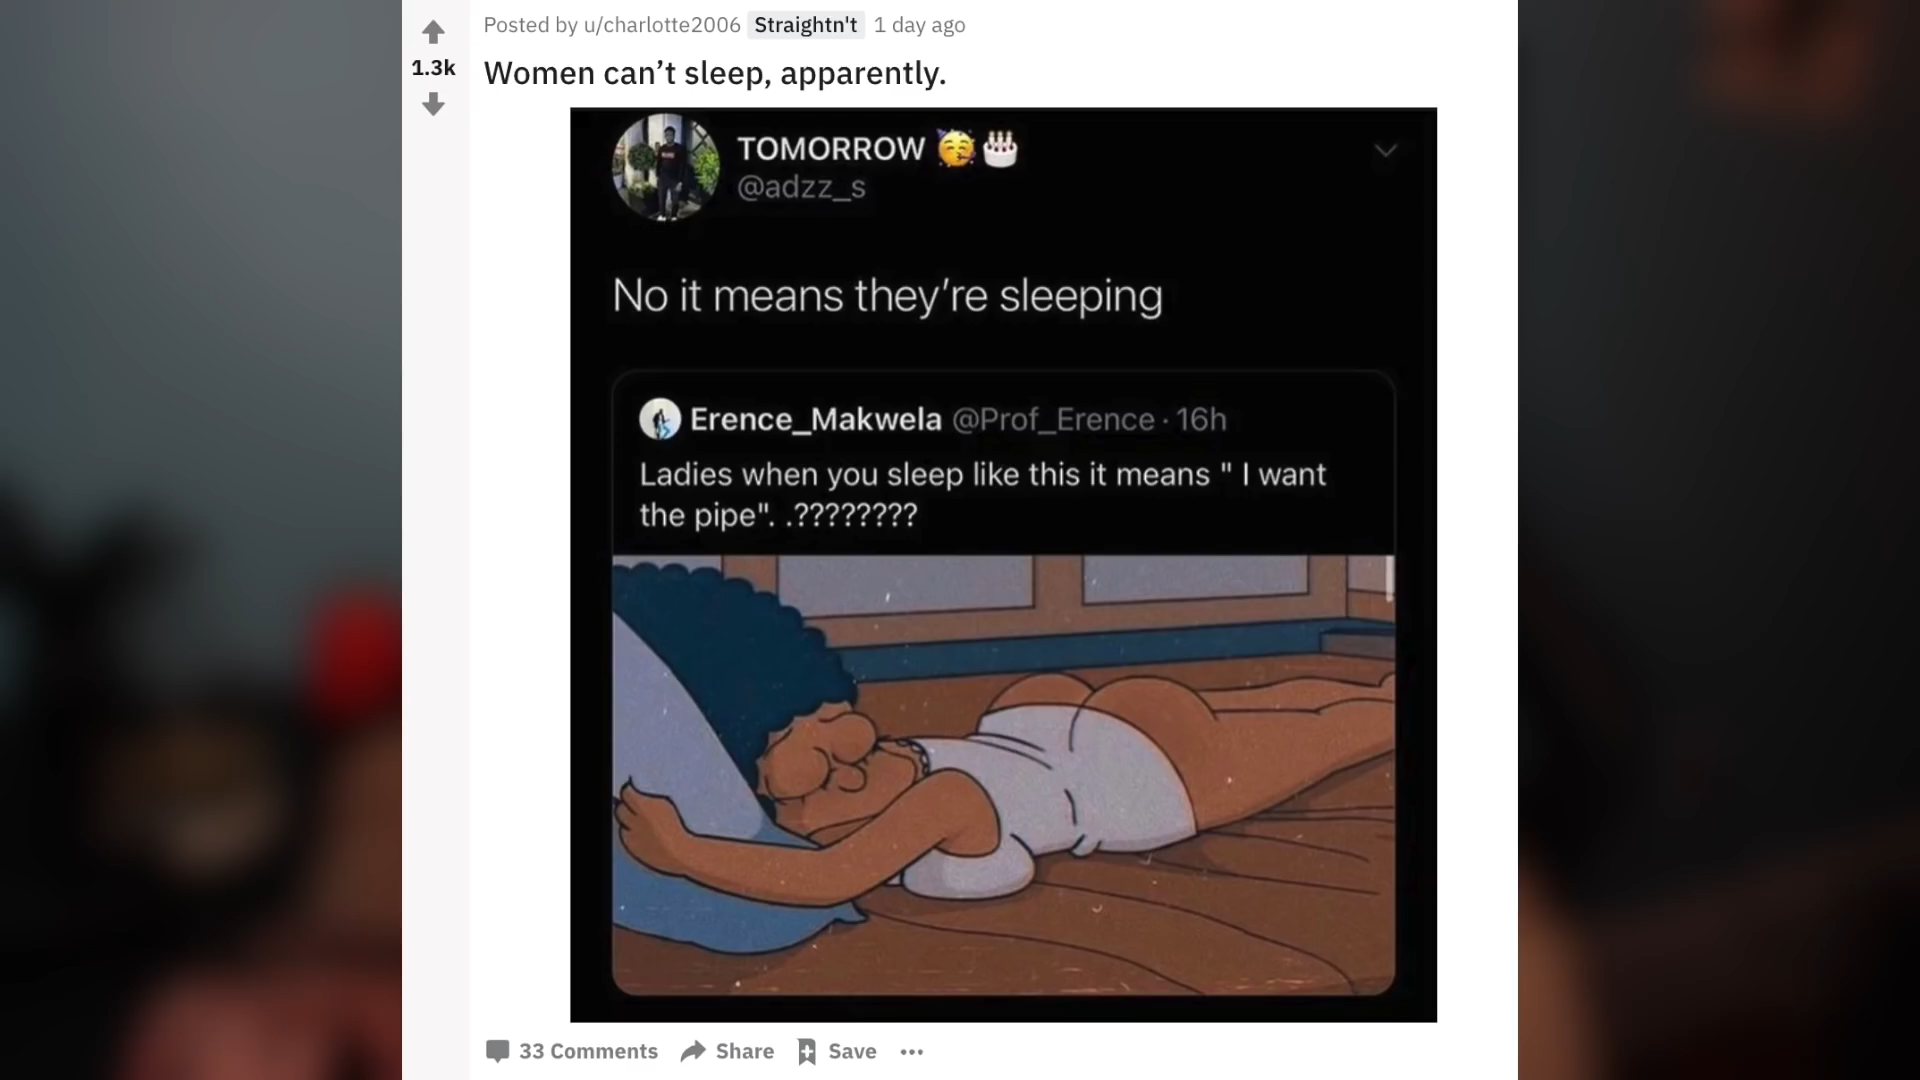 Posted by u/charlotte2006 Straightn't 1 day ago
1.3k
Women can’t sleep, apparently.
TOMORROW 🥳🎂
@adzz_s
No it means they’re sleeping
Erence_Makwela @Prof_Erence · 16h
Ladies when you sleep like this it means " I want
the pipe". .????????
33 Comments Share Save ...